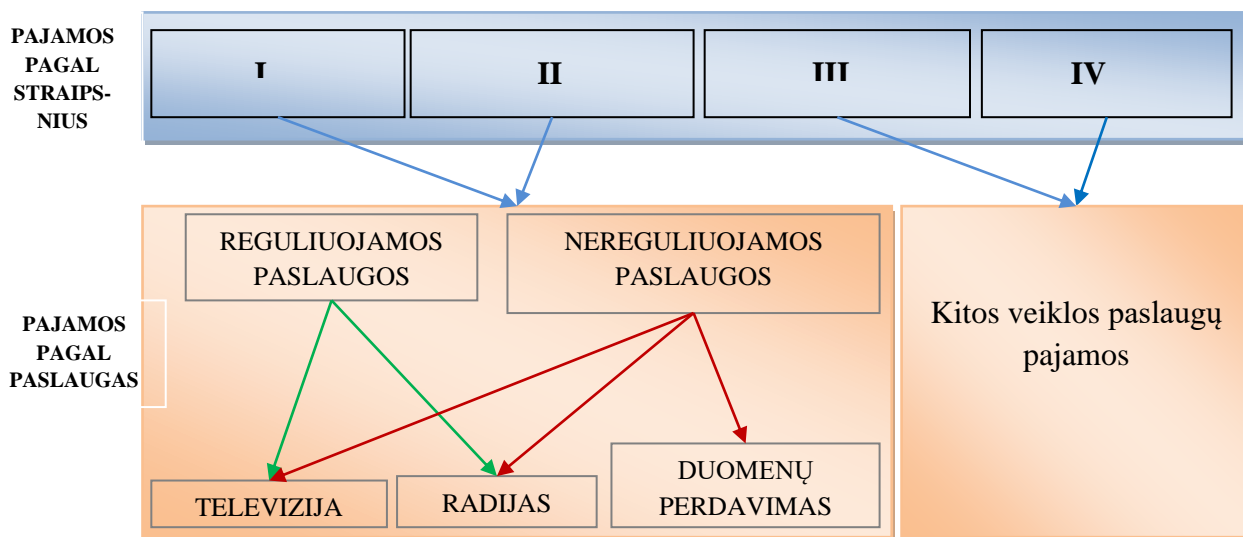 PAJAMOS
PAGAL
STRAIPS-
NIUS
I
II
III
IV
REGULIUOJAMOS
PASLAUGOS
NEREGULIUOJAMOS
PASLAUGOS
PAJAMOS
PAGAL
PASLAUGAS
Kitos veiklos paslaugų
pajamos
TELEVIZIJA
RADIJAS
DUOMENŲ
PERDAVIMAS